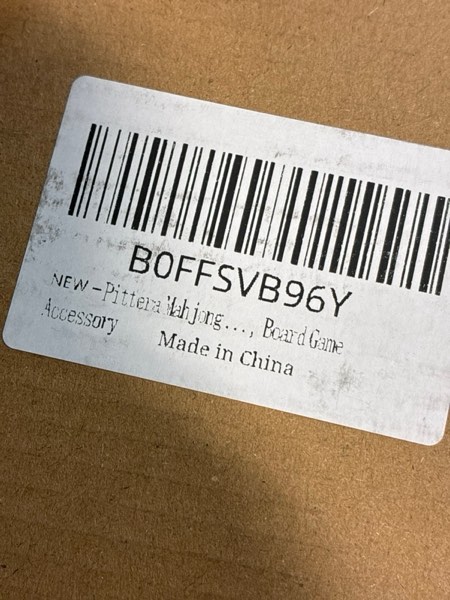 B0FFSVB96Y
NEW-Pittera Mahjong..., Board Game
Accessory
Made in China